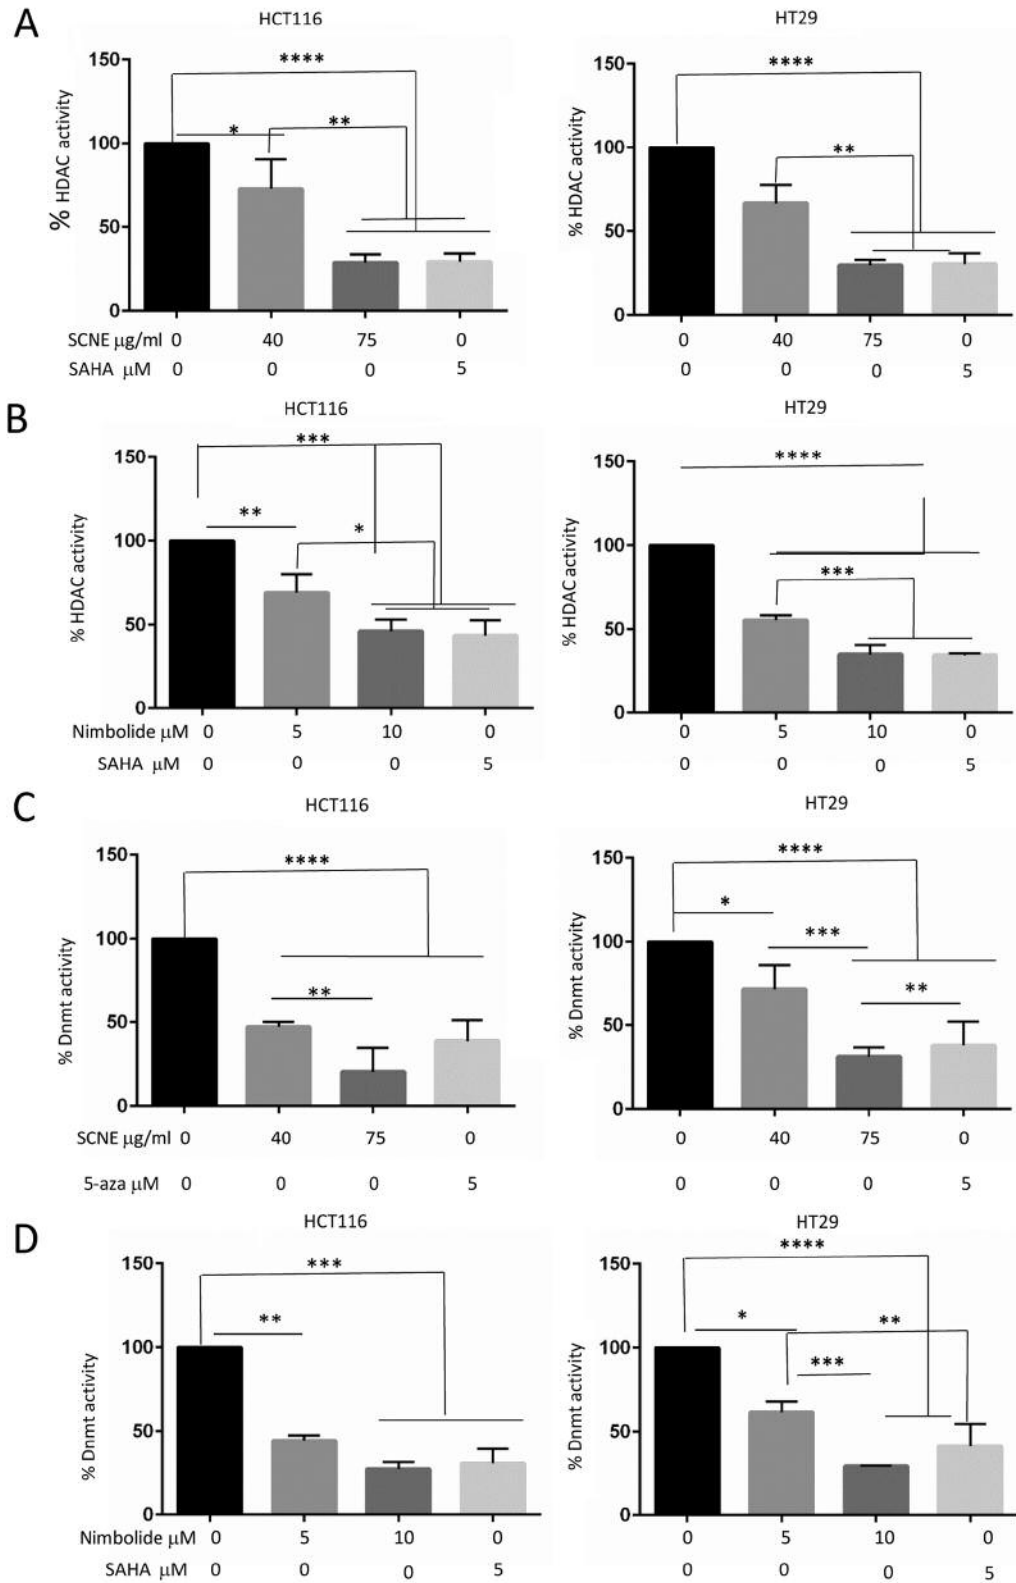 A
HCT116
HT29
150
100
50
0
% HDAC activity
****
*
**
150
100
50
0
% HDAC activity
****
**
SCNE μg/ml 0 40 75 0
SAHA μM 0 0 0 5
0 40 75 0
0 0 0 5
B
HCT116
HT29
150
100
50
0
% HDAC activity
***
**
*
150
100
50
0
% HDAC activity
****
***
Nimbolide μM 0 5 10 0
SAHA μM 0 0 0 5
0 5 10 0
0 0 0 5
C
HCT116
HT29
150
100
50
0
% Dnmt activity
****
**
150
100
50
0
% Dnmt activity
****
*
***
**
SCNE μg/ml 0 40 75 0
5-aza μM 0 0 0 5
0 40 75 0
0 0 0 5
D
HCT116
HT29
150
100
50
0
% Dnmt activity
***
**
150
100
50
0
% Dnmt activity
****
*
**
***
Nimbolide μM 0 5 10 0
SAHA μM 0 0 0 5
0 5 10 0
0 0 0 5